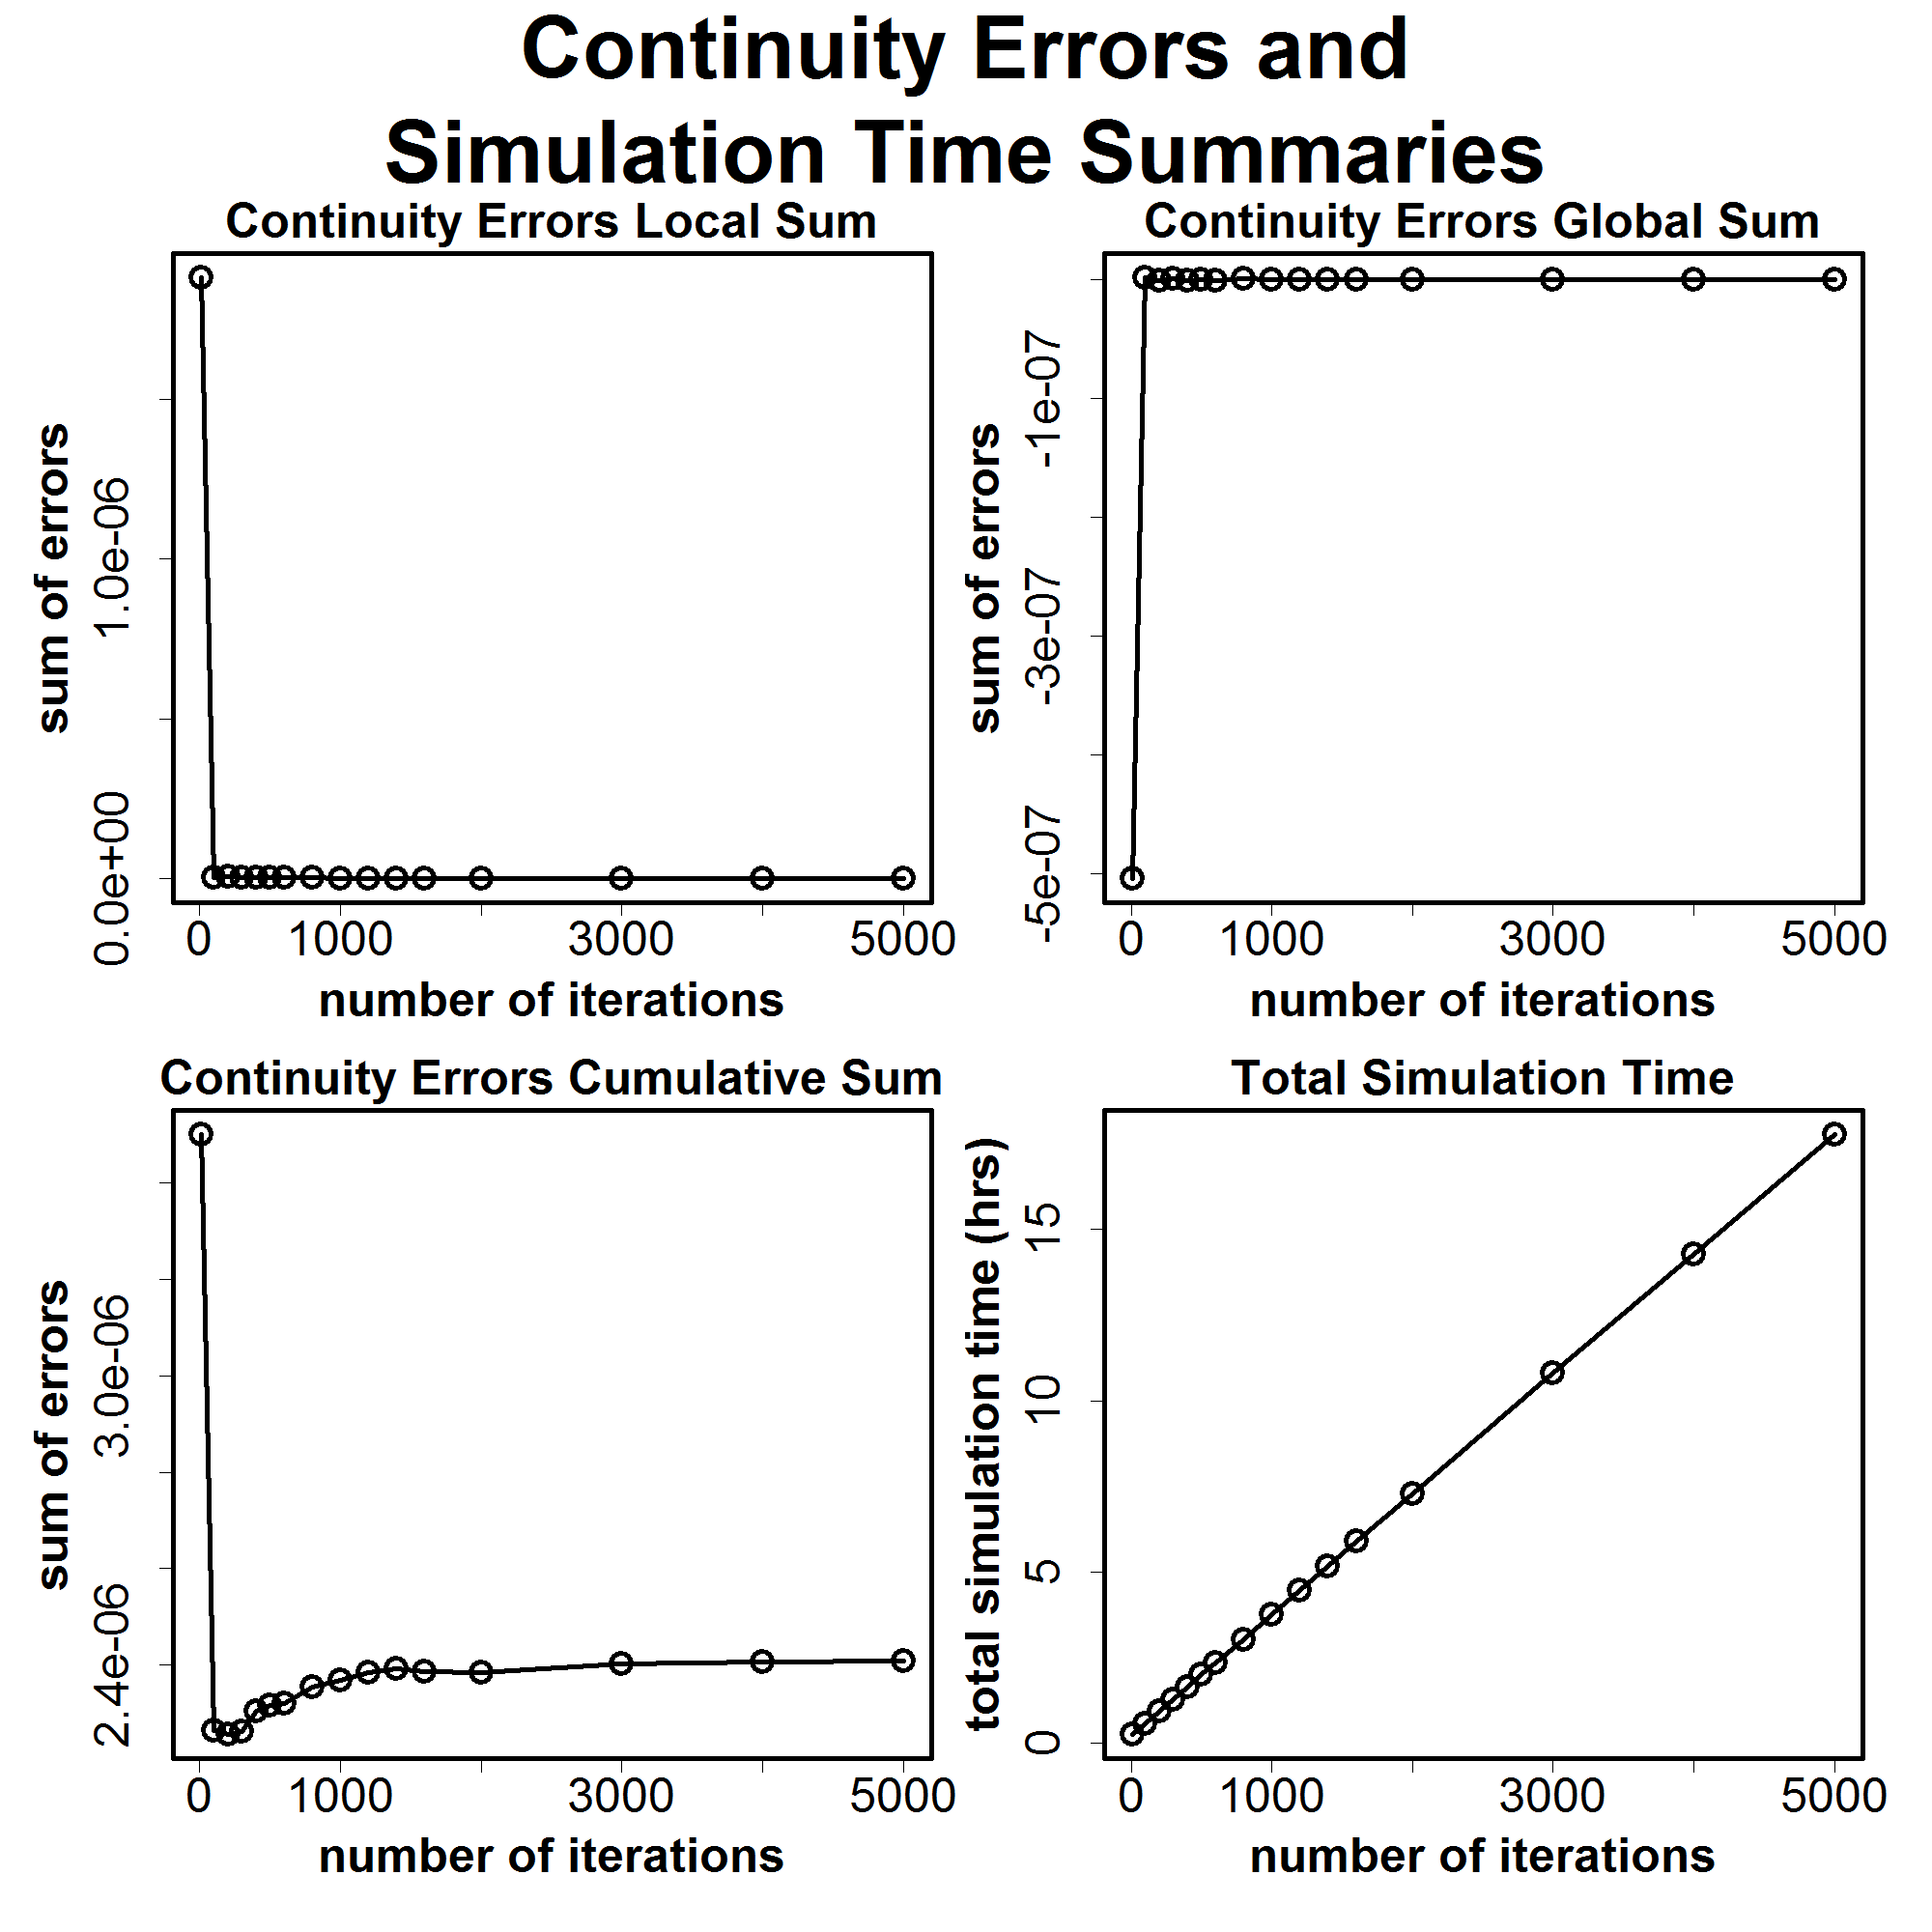 Continuity Errors and
Simulation Time Summaries
Continuity Errors Local Sum
sum of errors
0.0e+00 1.0e-06
0 1000 3000 5000
number of iterations
Continuity Errors Global Sum
sum of errors
-5e-07 -3e-07 -1e-07
0 1000 3000 5000
number of iterations
Continuity Errors Cumulative Sum
sum of errors
2.4e-06 3.0e-06
0 1000 3000 5000
number of iterations
Total Simulation Time
total simulation time (hrs)
0 5 10 15
0 1000 3000 5000
number of iterations